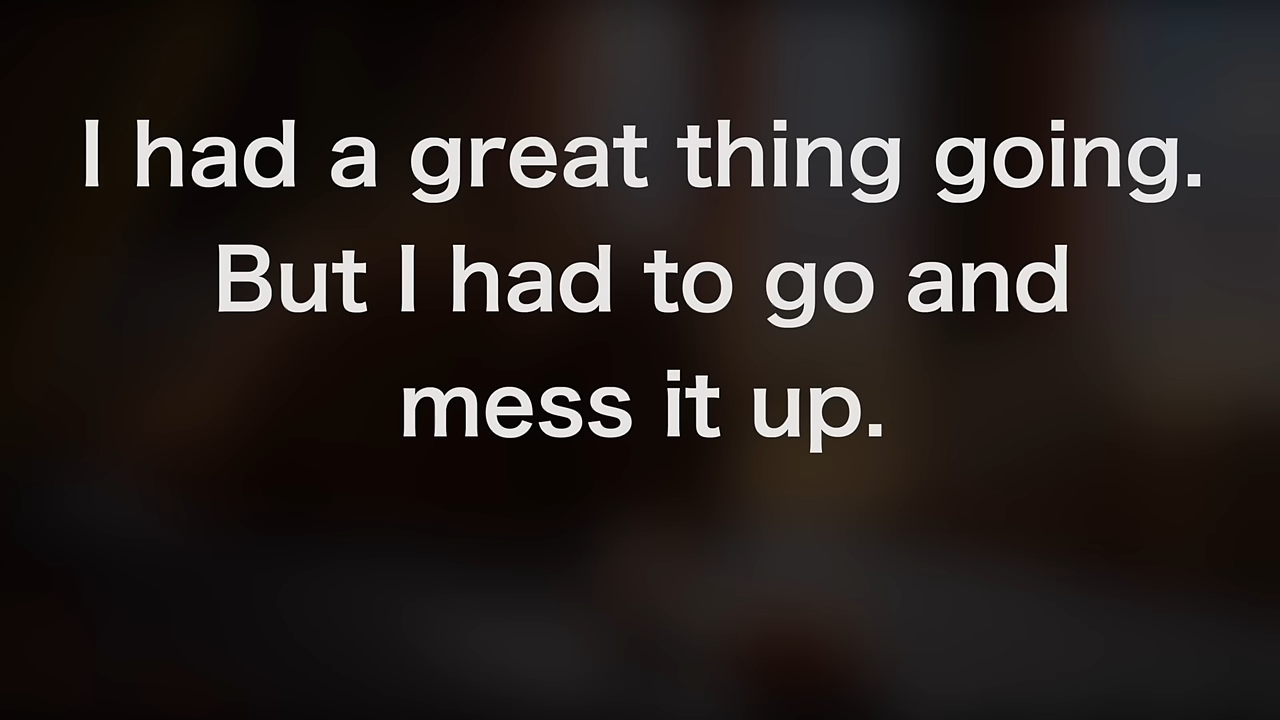 I had a great thing going.
But I had to go and
mess it up.